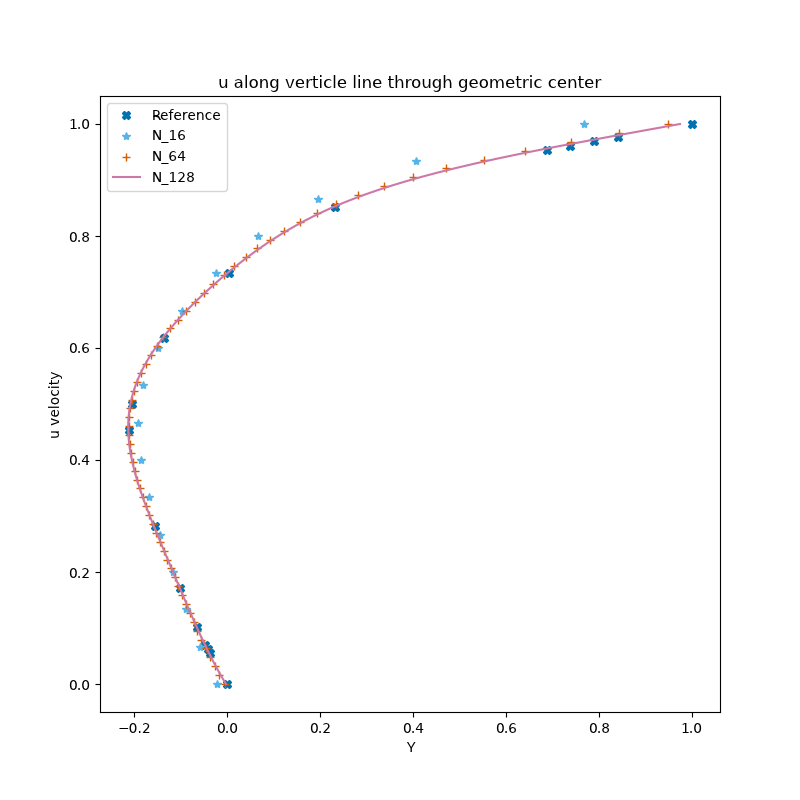 u along verticle line through geometric center
Reference
N_16
N_64
N_128
1.0
0.8
0.6
0.4
0.2
0.0
u velocity
−0.2
0.0
0.2
0.4
0.6
0.8
1.0
Y